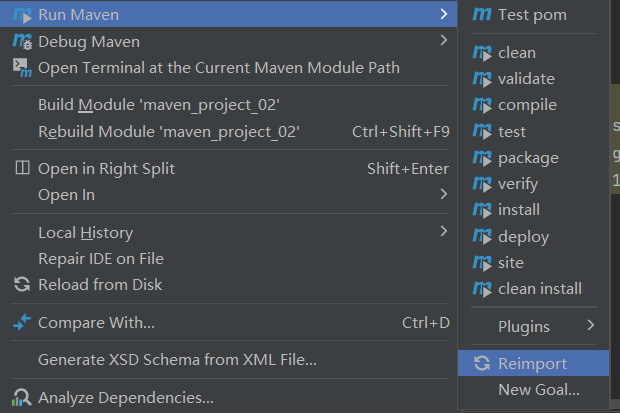 Run Maven
Debug Maven
Open Terminal at the Current Maven Module Path
Build Module 'maven_project_02'
Rebuild Module 'maven_project_02' Ctrl+Shift+F9
Open in Right Split Shift+Enter
Open In
Local History
Repair IDE on File
Reload from Disk
Compare With... Ctrl+D
Generate XSD Schema from XML File...
Analyze Dependencies...
Test pom
clean
validate
compile
test
package
verify
install
deploy
site
clean install
Plugins
Reimport
New Goal...